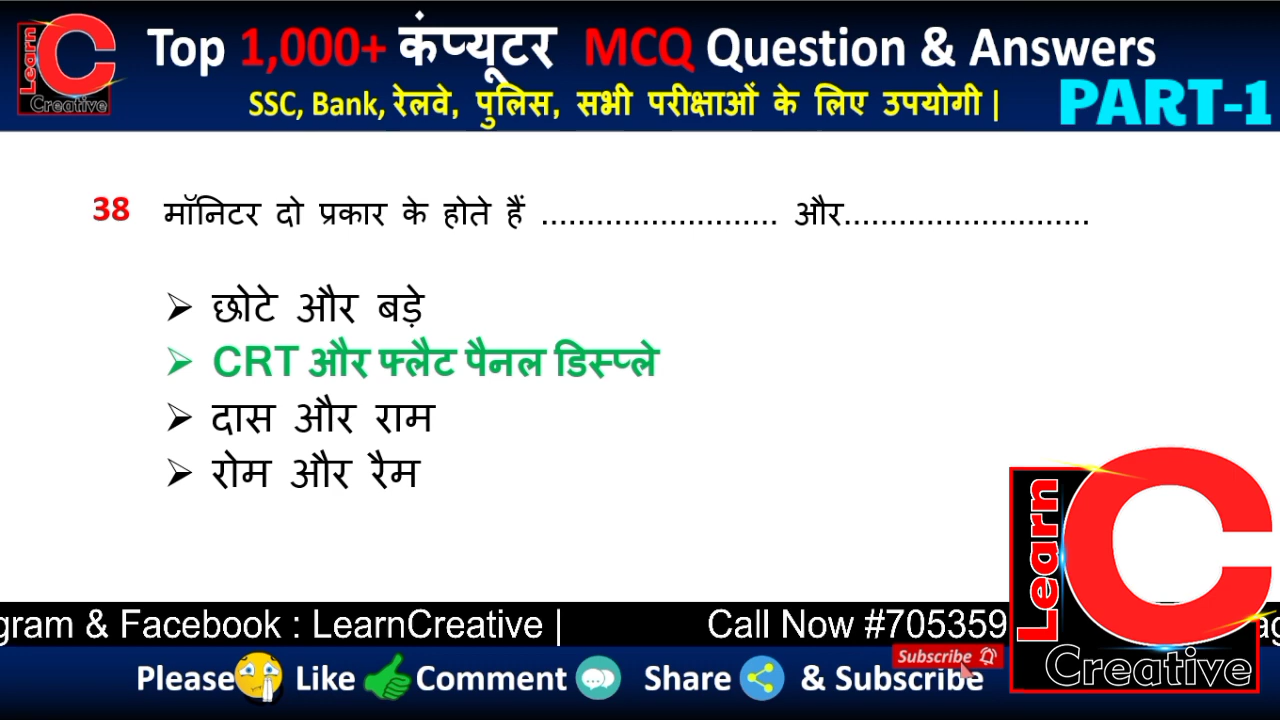 Learn
Creative
Top 1,000+ कंप्यूटर MCQ Question & Answers
SSC, Bank, रेलवे, पुलिस, सभी परीक्षाओं के लिए उपयोगी |
PART-1
38 मॉनिटर दो प्रकार के होते हैं .......................... और...........................
➢ छोटे और बड़े
➢ CRT और फ्लैट पैनल डिस्प्ले
➢ दास और राम
➢ रोम और रैम
Learn
Creative
gram & Facebook : LearnCreative | Call Now #705359
Subscribe
Please Like Comment Share & Subscribe